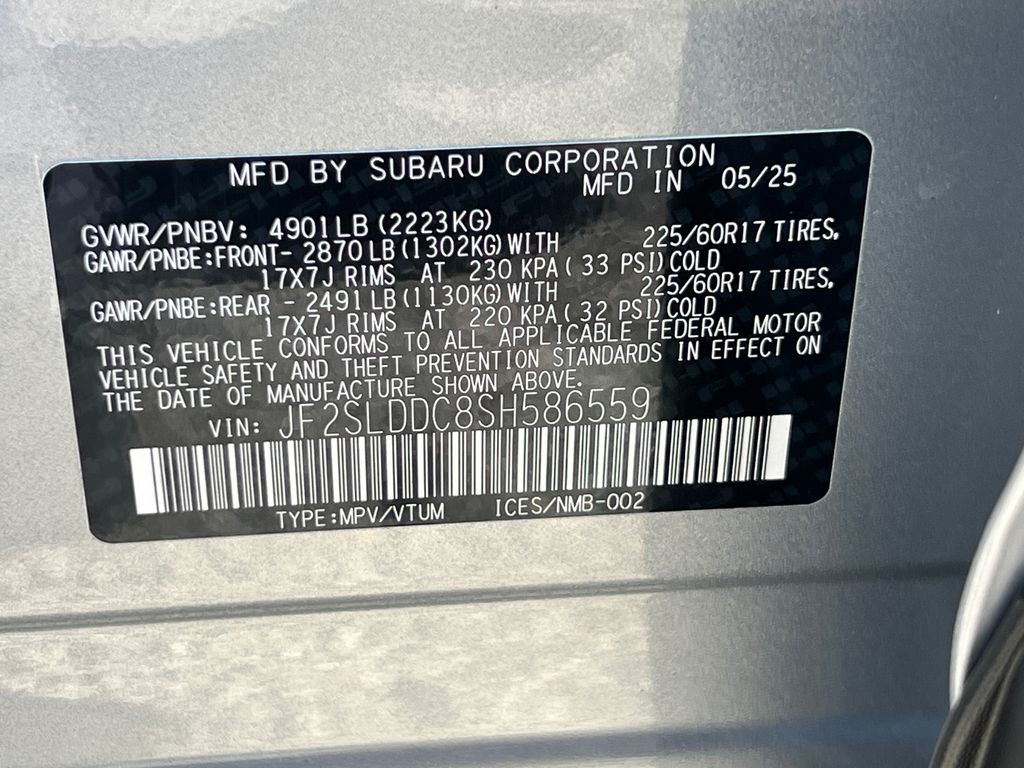 MFD BY SUBARU CORPORATION
MFD IN 05/25
GVWR/PNBV: 4901LB (2223KG)
GAWR/PNBE:FRONT- 2870 LB (1302KG) WITH 225/60R17 TIRES,
17X7J RIMS AT 230 KPA ( 33 PSI) COLD
GAWR/PNBE:REAR - 2491 LB (1130KG) WITH 225/60R17 TIRES,
17X7J RIMS AT 220 KPA ( 32 PSI) COLD
THIS VEHICLE CONFORMS TO ALL APPLICABLE FEDERAL MOTOR
VEHICLE SAFETY AND THEFT PREVENTION STANDARDS IN EFFECT ON
THE DATE OF MANUFACTURE SHOWN ABOVE.
VIN: JF2SLDDC8SH586559
TYPE:MPV/VTUM ICES/NMB-002